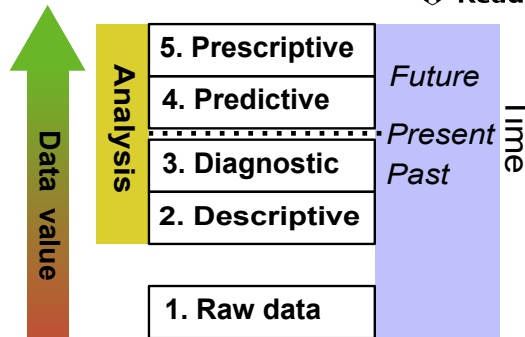 Data value
Analysis
5. Prescriptive
4. Predictive
3. Diagnostic
2. Descriptive
1. Raw data
Future
Present
Past
Time